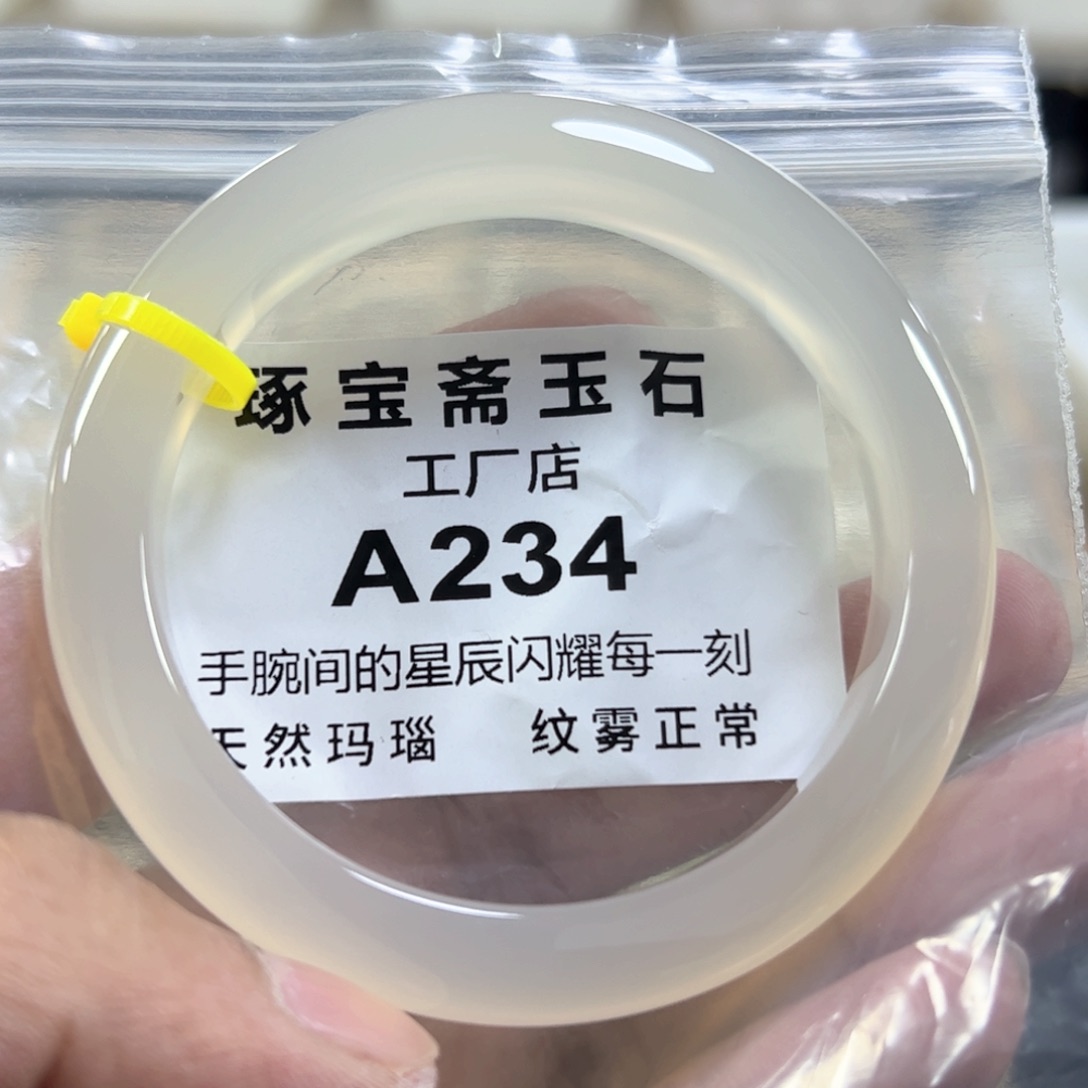 琢宝斋玉石
工厂店
A234
手腕间的星辰闪耀每一刻
天然玛瑙 纹雾正常